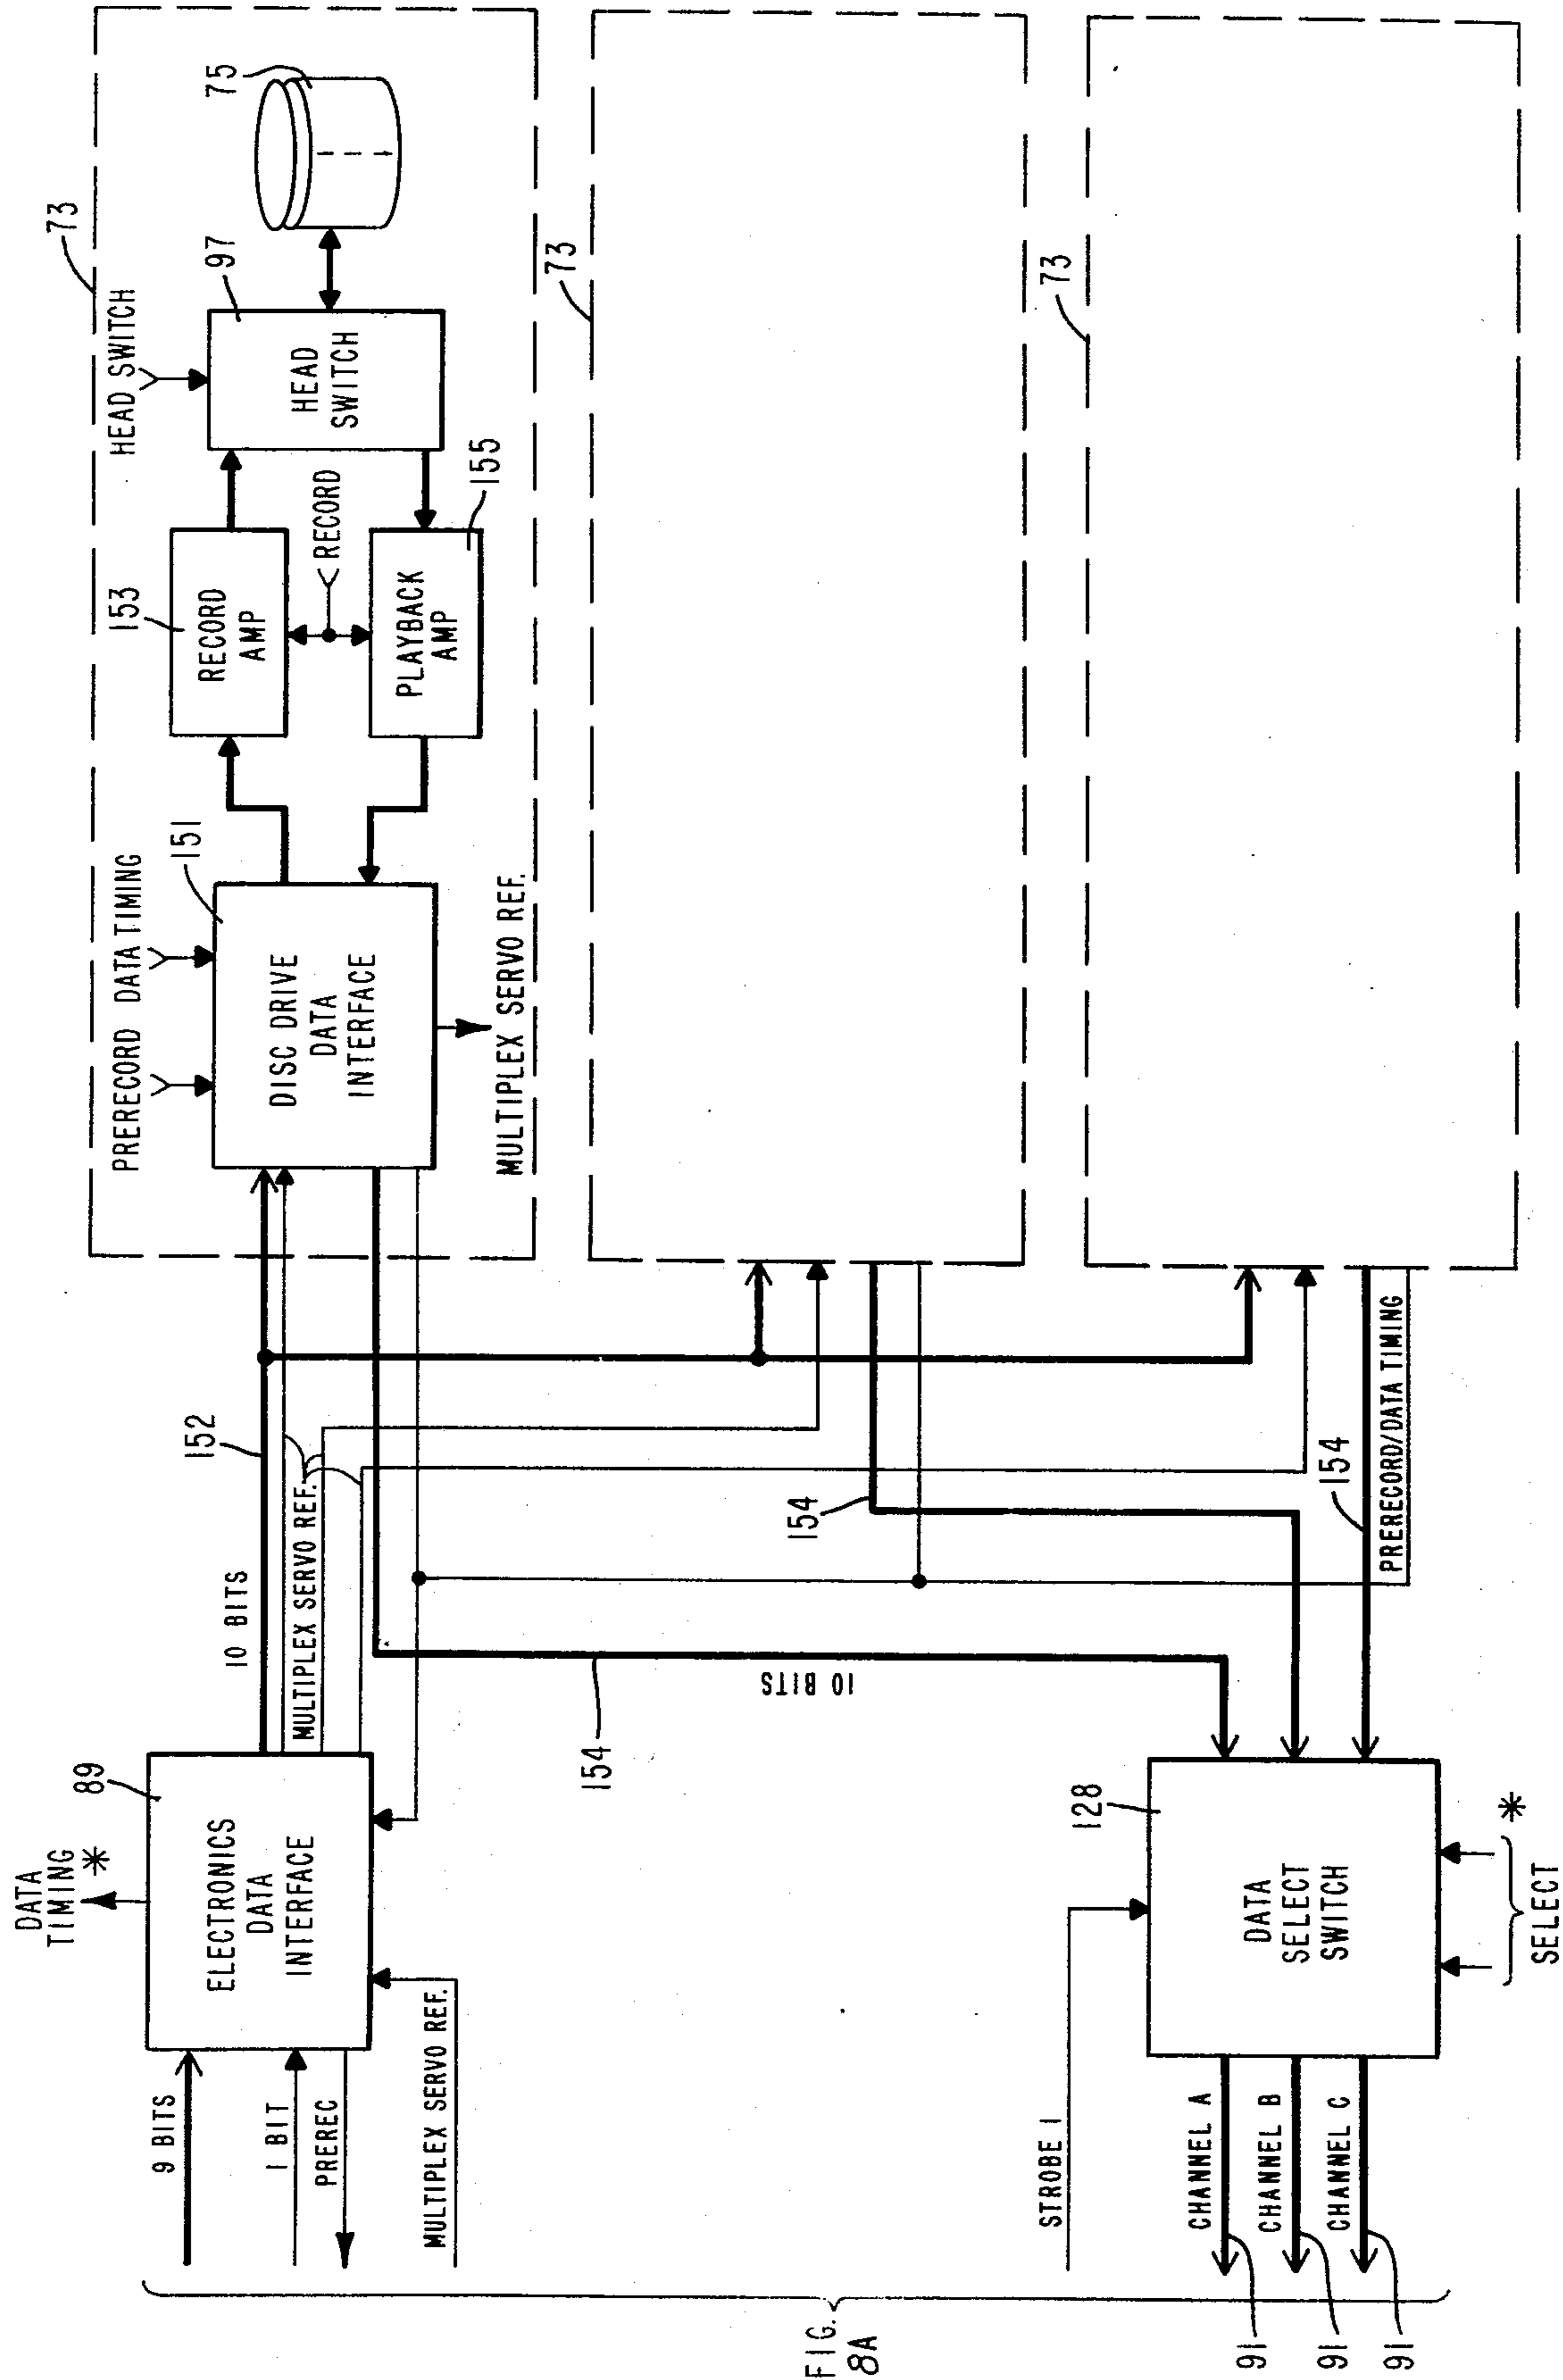 FIG. 8A
DATA
TIMING *
89
ELECTRONICS
DATA
INTERFACE
9 BITS
1 BIT
PREREC
MULTIPLEX SERVO REF.
10 BITS
152
MULTIPLEX SERVO REF.
154
10 BITS
154
154
PRERECORD/DATA TIMING
STROBE 1
128
DATA
SELECT
SWITCH
SELECT
*
CHANNEL A
CHANNEL B
CHANNEL C
91
91
91
73
PRERECORD DATA TIMING
151
DISC DRIVE
DATA
INTERFACE
MULTIPLEX SERVO REF.
153
RECORD
AMP
RECORD
PLAYBACK
AMP
155
HEAD SWITCH
97
HEAD
SWITCH
75
73
73